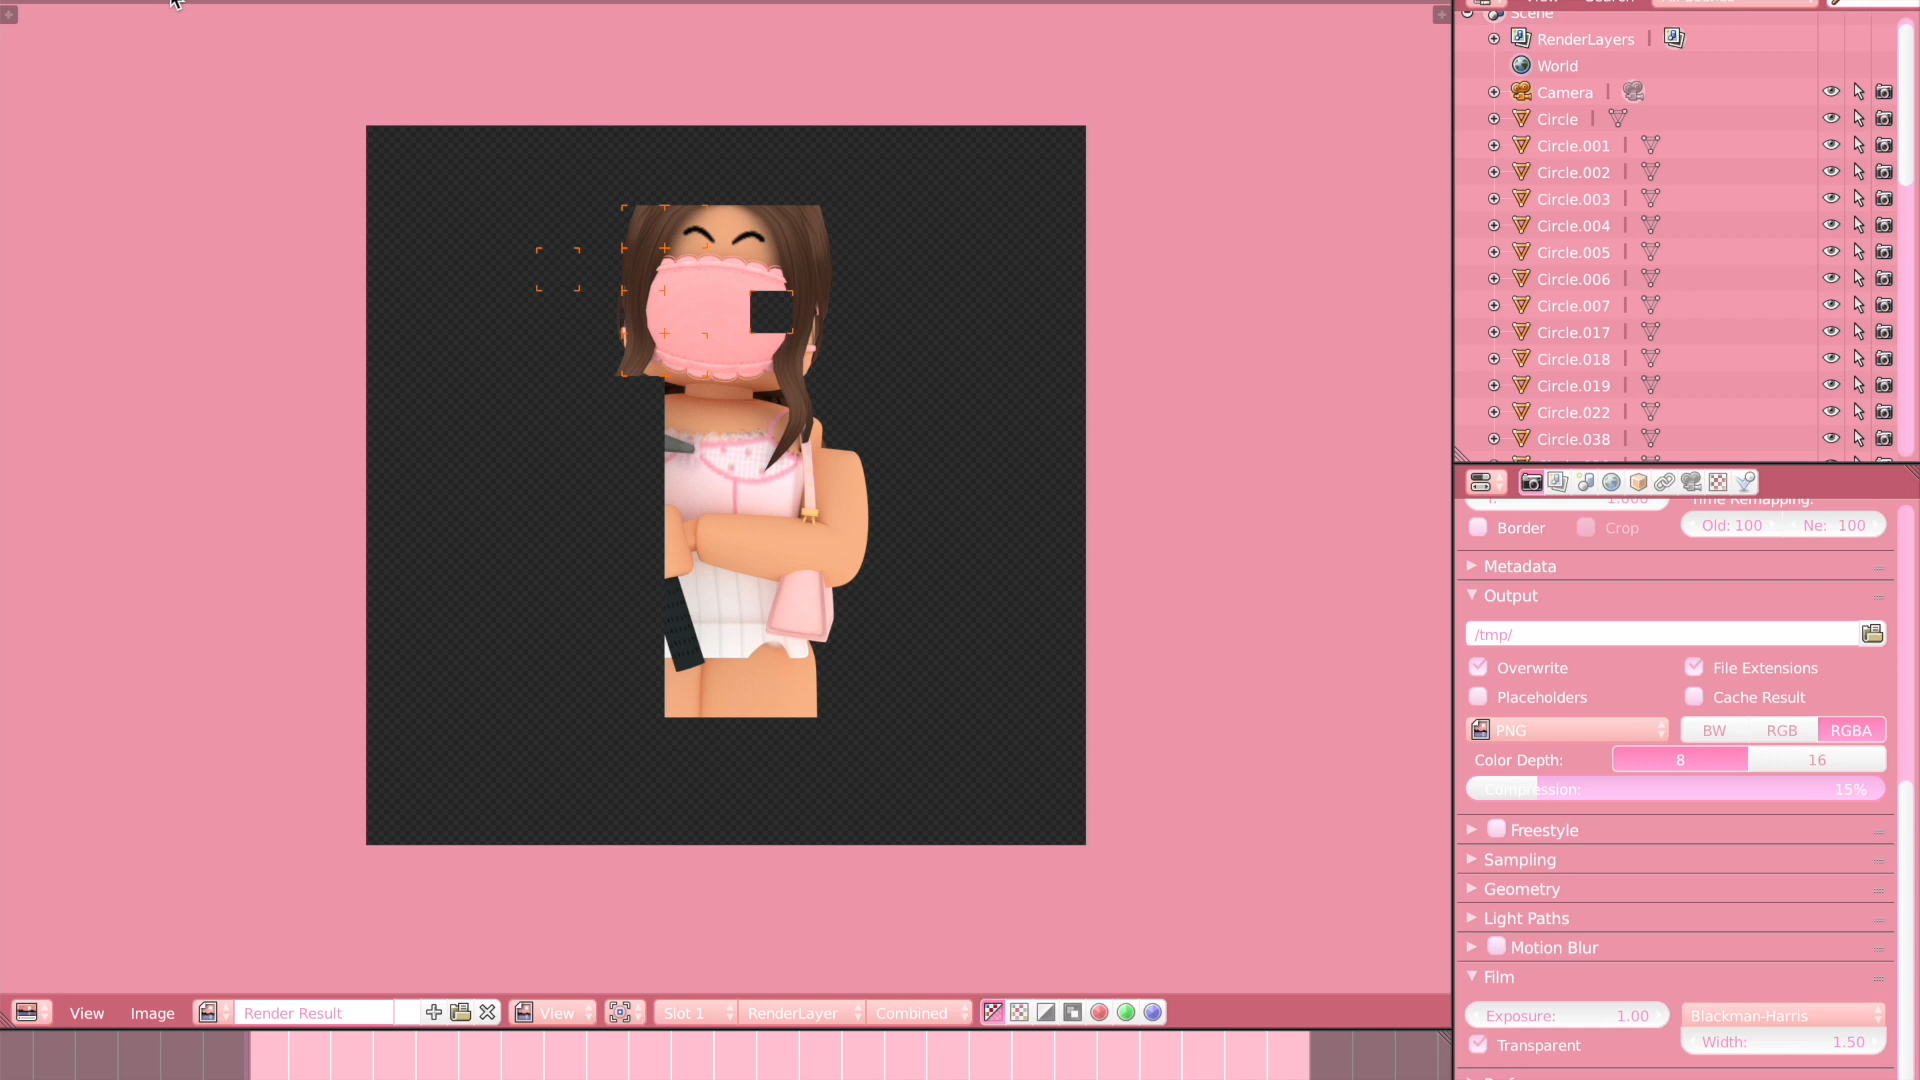 Scene
RenderLayers
World
Camera
Circle
Circle.001
Circle.002
Circle.003
Circle.004
Circle.005
Circle.006
Circle.007
Circle.017
Circle.018
Circle.019
Circle.022
Circle.038
Time Remapping:
Border
Crop
Old: 100
Ne: 100
Metadata
Output
/tmp/
Overwrite
File Extensions
Placeholders
Cache Result
PNG
BW
RGB
RGBA
Color Depth:
8
16
Compression:
15%
Freestyle
Sampling
Geometry
Light Paths
Motion Blur
Film
Exposure:
1.00
Blackman-Harris
Transparent
Width:
1.50
View
Image
Render Result
View
Slot 1
RenderLayer
Combined